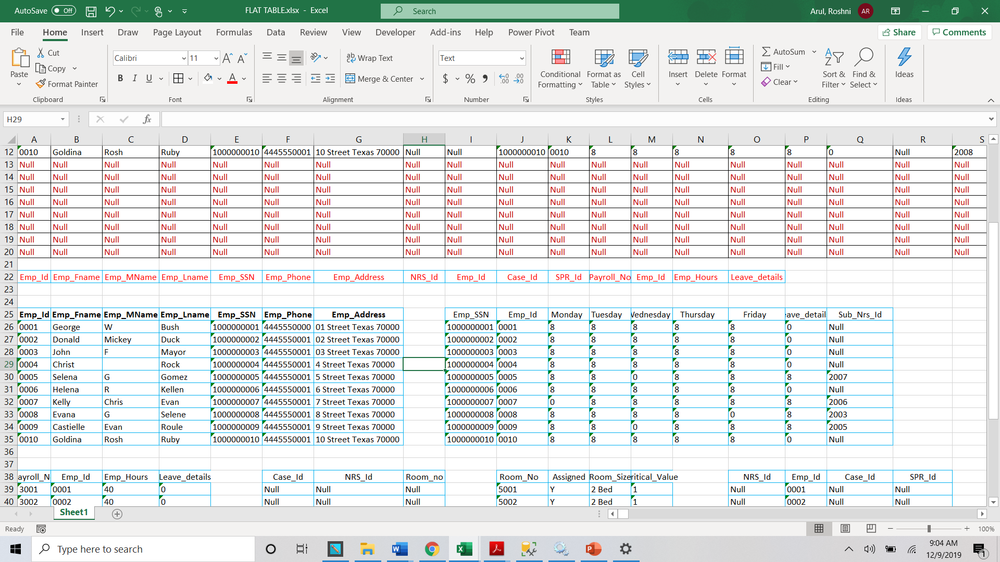 AutoSave Off FLAT TABLE.xlsx - Excel Search Arul, Roshni AR
File Home Insert Draw Page Layout Formulas Data Review View Developer Add-ins Help Power Pivot Team Share Comments
Paste Cut Copy Format Painter Clipboard
Calibri 11 B I U A Font
Wrap Text Merge & Center Alignment
Text $ % Number
Conditional Formatting Format as Table Cell Styles Styles
Insert Delete Format Cells
AutoSum Fill Clear Sort & Filter Find & Select Editing
Ideas Ideas
H29 fx
A B C D E F G H I J K L M N O P Q R S
12 0010 Goldina Rosh Ruby 1000000010 4445550001 10 Street Texas 70000 Null Null 1000000010 0010 8 8 8 8 8 0 Null 2008
13 Null Null Null Null Null Null Null Null Null Null Null Null Null Null Null Null Null Null Null
14 Null Null Null Null Null Null Null Null Null Null Null Null Null Null Null Null Null Null Null
15 Null Null Null Null Null Null Null Null Null Null Null Null Null Null Null Null Null Null Null
16 Null Null Null Null Null Null Null Null Null Null Null Null Null Null Null Null Null Null Null
17 Null Null Null Null Null Null Null Null Null Null Null Null Null Null Null Null Null Null Null
18 Null Null Null Null Null Null Null Null Null Null Null Null Null Null Null Null Null Null Null
19 Null Null Null Null Null Null Null Null Null Null Null Null Null Null Null Null Null Null Null
20 Null Null Null Null Null Null Null Null Null Null Null Null Null Null Null Null Null Null Null
21
22 Emp_Id Emp_Fname Emp_MName Emp_Lname Emp_SSN Emp_Phone Emp_Address NRS_Id Emp_Id Case_Id SPR_Id Payroll_No Emp_Id Emp_Hours Leave_details
23
24
25 Emp_Id Emp_Fname Emp_MName Emp_Lname Emp_SSN Emp_Phone Emp_Address Emp_SSN Emp_Id Monday Tuesday Wednesday Thursday Friday eave_detail Sub_Nrs_Id
26 0001 George W Bush 1000000001 4445550000 01 Street Texas 70000 1000000001 0001 8 8 8 8 8 0 Null
27 0002 Donald Mickey Duck 1000000002 4445550001 02 Street Texas 70000 1000000002 0002 8 8 8 8 8 0 Null
28 0003 John F Mayor 1000000003 4445550001 03 Street Texas 70000 1000000003 0003 8 8 8 8 8 0 Null
29 0004 Christ Rock 1000000004 4445550001 4 Street Texas 70000 1000000004 0004 8 8 8 8 8 0 Null
30 0005 Selena G Gomez 1000000005 4445550001 5 Street Texas 70000 1000000005 0005 8 8 0 8 8 8 2007
31 0006 Helena R Kellen 1000000006 4445550001 6 Street Texas 70000 1000000006 0006 8 8 8 8 8 0 Null
32 0007 Kelly Chris Evan 1000000007 4445550001 7 Street Texas 70000 1000000007 0007 0 8 8 8 8 8 2006
33 0008 Evana G Selene 1000000008 4445550001 8 Street Texas 70000 1000000008 0008 8 8 8 8 0 8 2003
34 0009 Castielle Evan Roule 1000000009 4445550001 9 Street Texas 70000 1000000009 0009 8 8 0 8 8 8 2005
35 0010 Goldina Rosh Ruby 1000000010 4445550001 10 Street Texas 70000 1000000010 0010 8 8 8 8 8 0 Null
36
37
38 ayroll_N Emp_Id Emp_Hours Leave_details Case_Id NRS_Id Room_no Room_No Assigned Room_Size ritical_Value NRS_Id Emp_Id Case_Id SPR_Id
39 3001 0001 40 0 Null Null Null 5001 Y 2 Bed 1 Null 0001 Null Null
40 3002 0002 40 0 Null Null Null 5002 Y 2 Bed 1 Null 0002 Null Null
Sheet1
Ready 100%
Type here to search 9:04 AM
12/9/2019 1